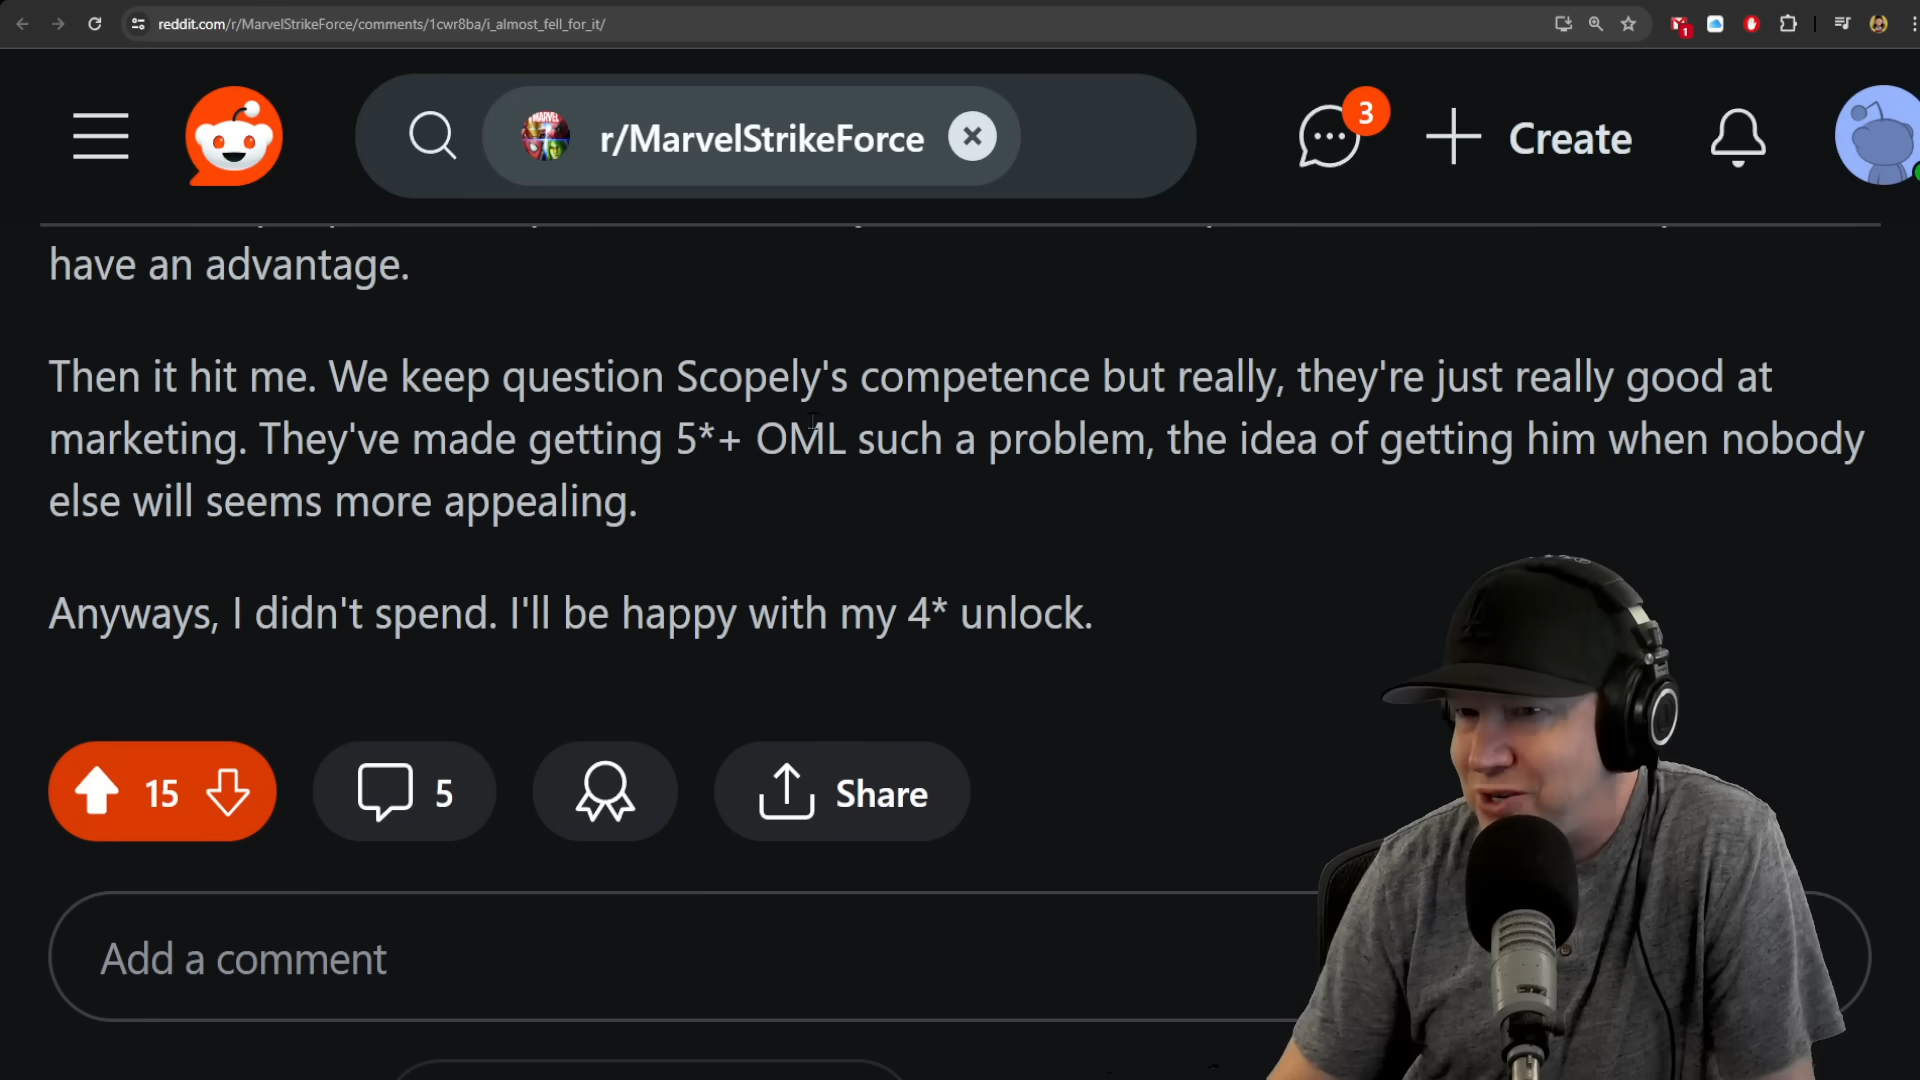 reddit.com/r/MarvelStrikeForce/comments/1cwr8ba/i_almost_fell_for_it/
1
MARVEL
r/MarvelStrikeForce
3
Create
have an advantage.
Then it hit me. We keep question Scopely's competence but really, they're just really good at
marketing. They've made getting 5*+ OML such a problem, the idea of getting him when nobody
else will seems more appealing.
Anyways, I didn't spend. I'll be happy with my 4* unlock.
15
5
Share
Add a comment